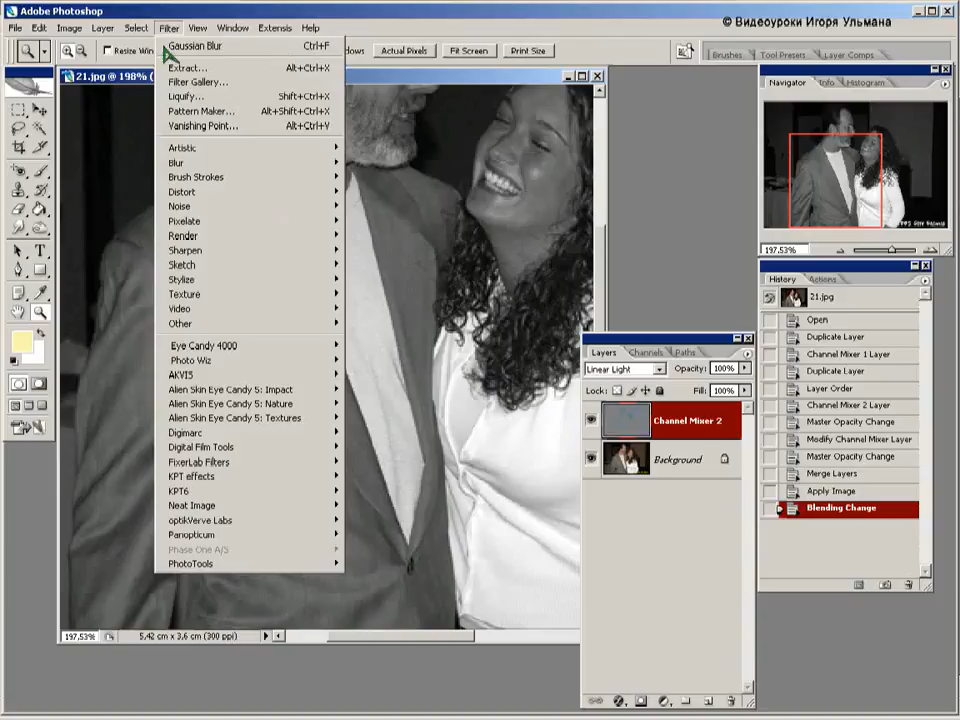 Adobe Photoshop
File Edit Image Layer Select Filter View Window Extensis Help
© Видеоуроки Игоря Ульмана
Resize Win
dows
Actual Pixels
Fit Screen
Print Size
Brushes
Tool Presets
Layer Comps
21.jpg @ 198% (
Gaussian Blur Ctrl+F
Extract... Alt+Ctrl+X
Filter Gallery...
Liquify... Shift+Ctrl+X
Pattern Maker... Alt+Shift+Ctrl+X
Vanishing Point... Alt+Ctrl+V
Artistic
Blur
Brush Strokes
Distort
Noise
Pixelate
Render
Sharpen
Sketch
Stylize
Texture
Video
Other
Eye Candy 4000
Photo Wiz
AKVIS
Alien Skin Eye Candy 5: Impact
Alien Skin Eye Candy 5: Nature
Alien Skin Eye Candy 5: Textures
Digimarc
Digital Film Tools
FixerLab Filters
KPT effects
KPT6
Neat Image
optikVerve Labs
Panopticum
Phase One A/S
PhotoTools
197,53% 5,42 cm x 3,6 cm (300 ppi)
Navigator Info Histogram
197.53%
History Actions
21.jpg
Open
Duplicate Layer
Channel Mixer 1 Layer
Duplicate Layer
Layer Order
Channel Mixer 2 Layer
Master Opacity Change
Modify Channel Mixer Layer
Master Opacity Change
Merge Layers
Apply Image
Blending Change
Layers Channels Paths
Linear Light Opacity: 100%
Lock: Fill: 100%
Channel Mixer 2
Background